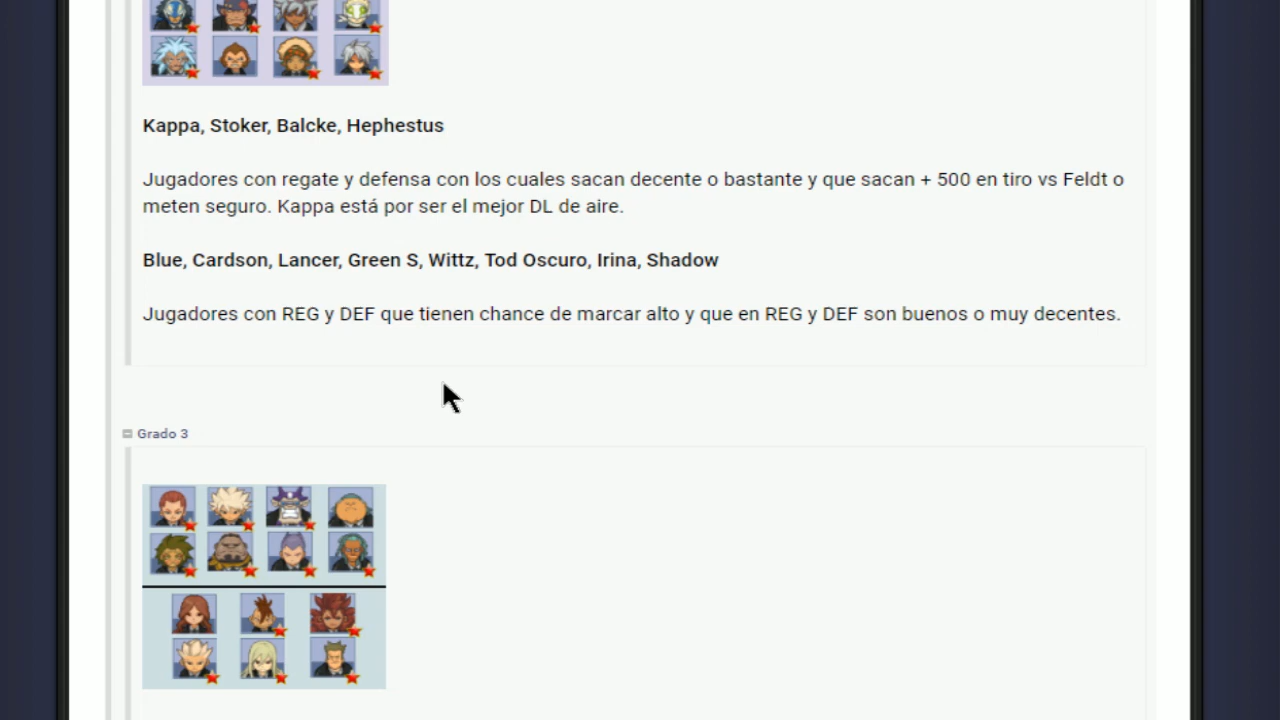 Kappa, Stoker, Balcke, Hephestus
Jugadores con regate y defensa con los cuales sacan decente o bastante y que sacan + 500 en tiro vs Feldt o
meten seguro. Kappa está por ser el mejor DL de aire.
Blue, Cardson, Lancer, Green S, Wittz, Tod Oscuro, Irina, Shadow
Jugadores con REG y DEF que tienen chance de marcar alto y que en REG y DEF son buenos o muy decentes.
Grado 3